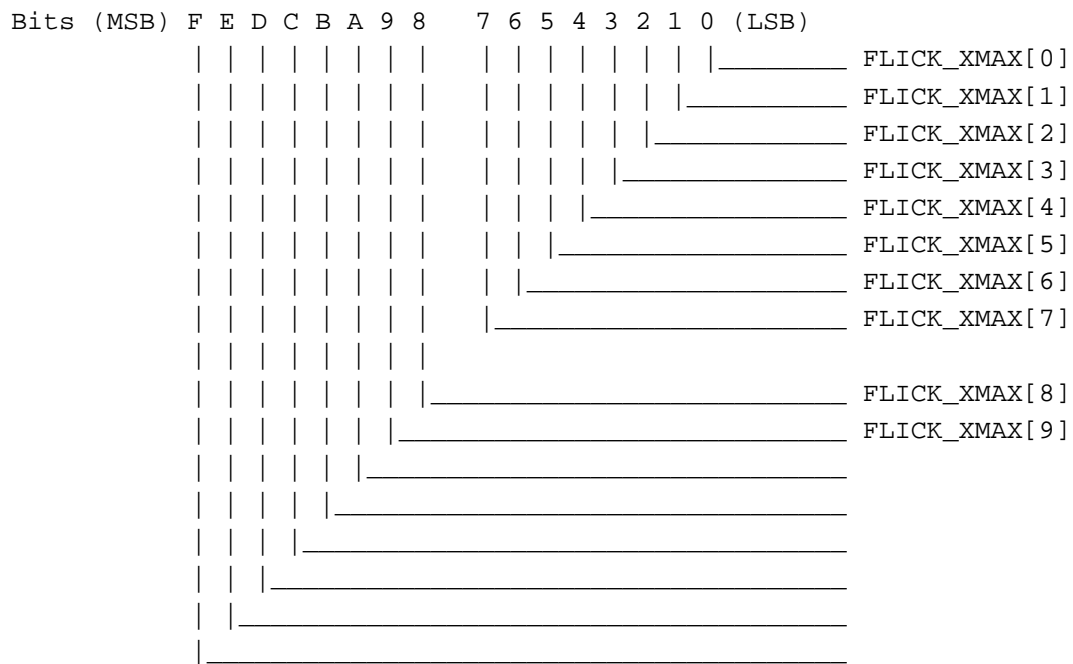 Bits (MSB) F E D C B A 9 8 7 6 5 4 3 2 1 0 (LSB)
FLICK_XMAX[0]
FLICK_XMAX[1]
FLICK_XMAX[2]
FLICK_XMAX[3]
FLICK_XMAX[4]
FLICK_XMAX[5]
FLICK_XMAX[6]
FLICK_XMAX[7]
FLICK_XMAX[8]
FLICK_XMAX[9]